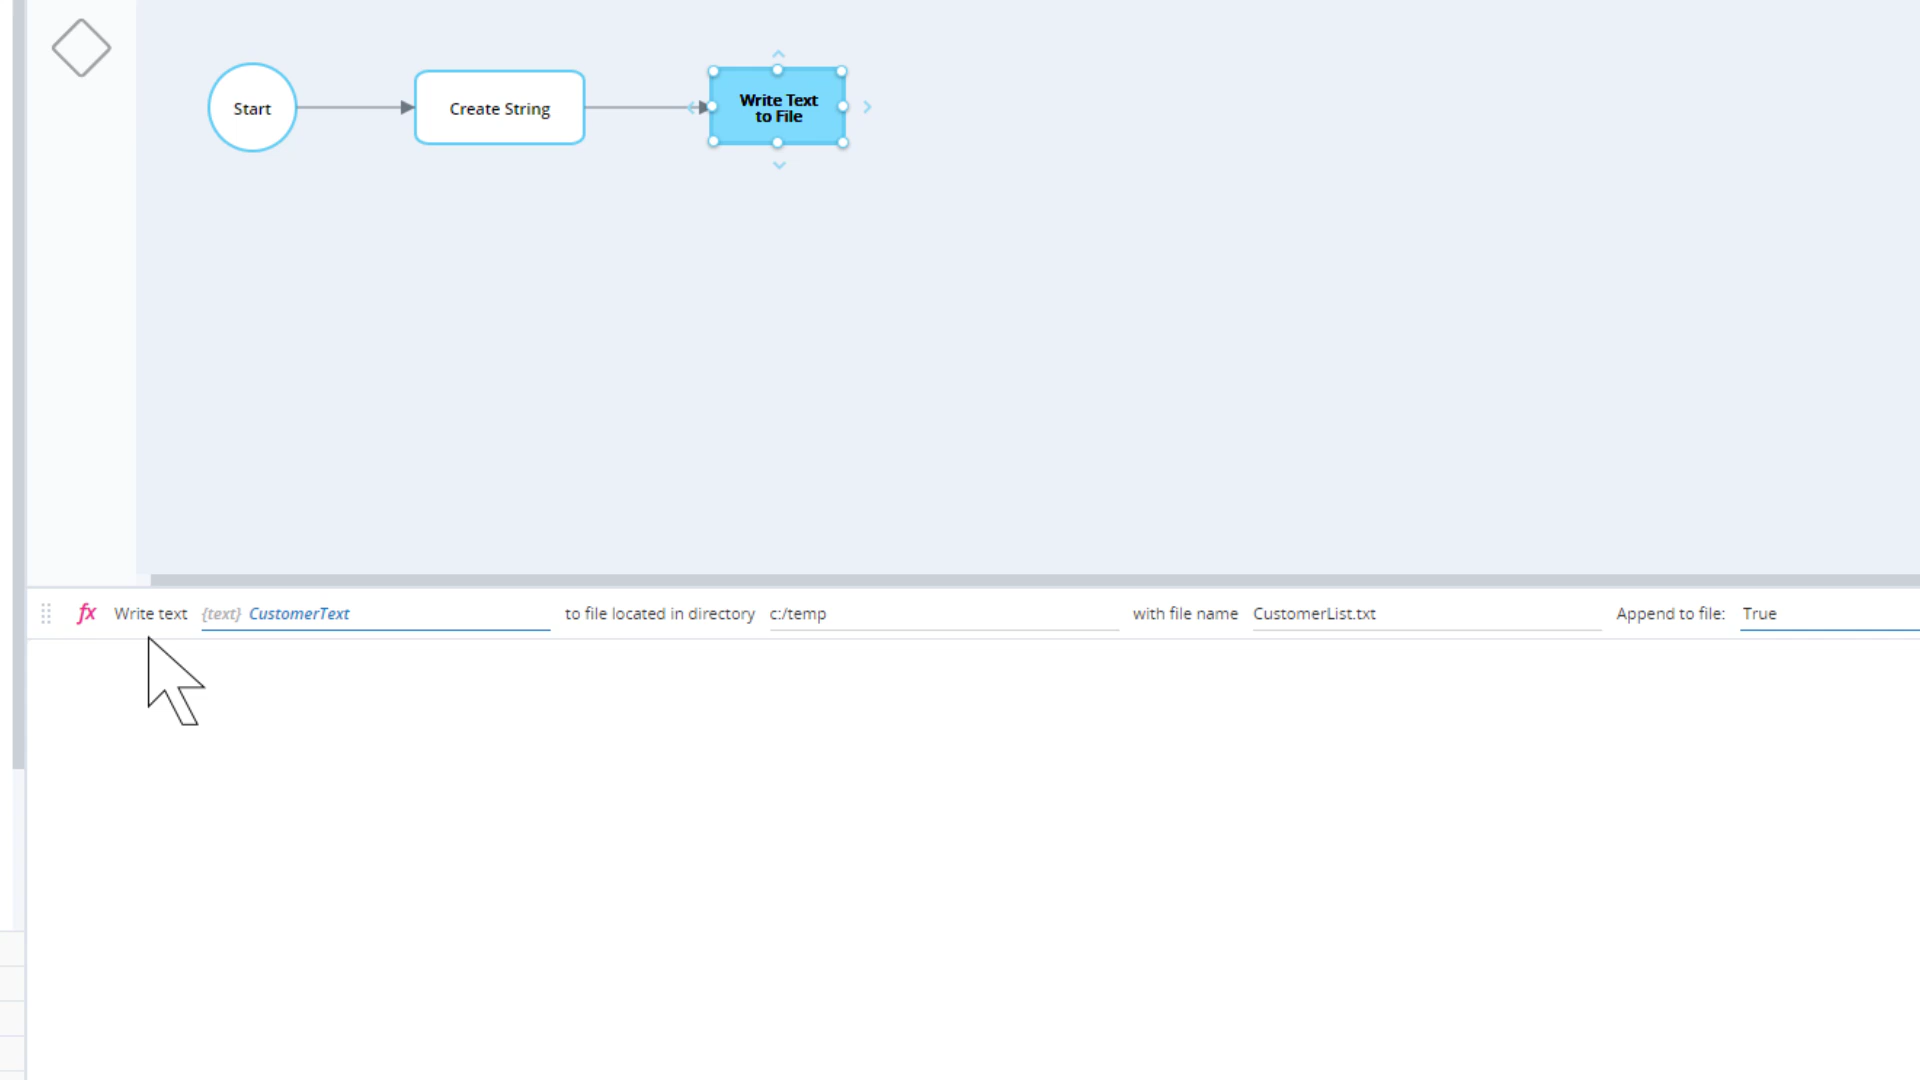 Start
Create String
Write Text
to File
fx Write text {text} CustomerText to file located in directory c:/temp with file name CustomerList.txt Append to file: True